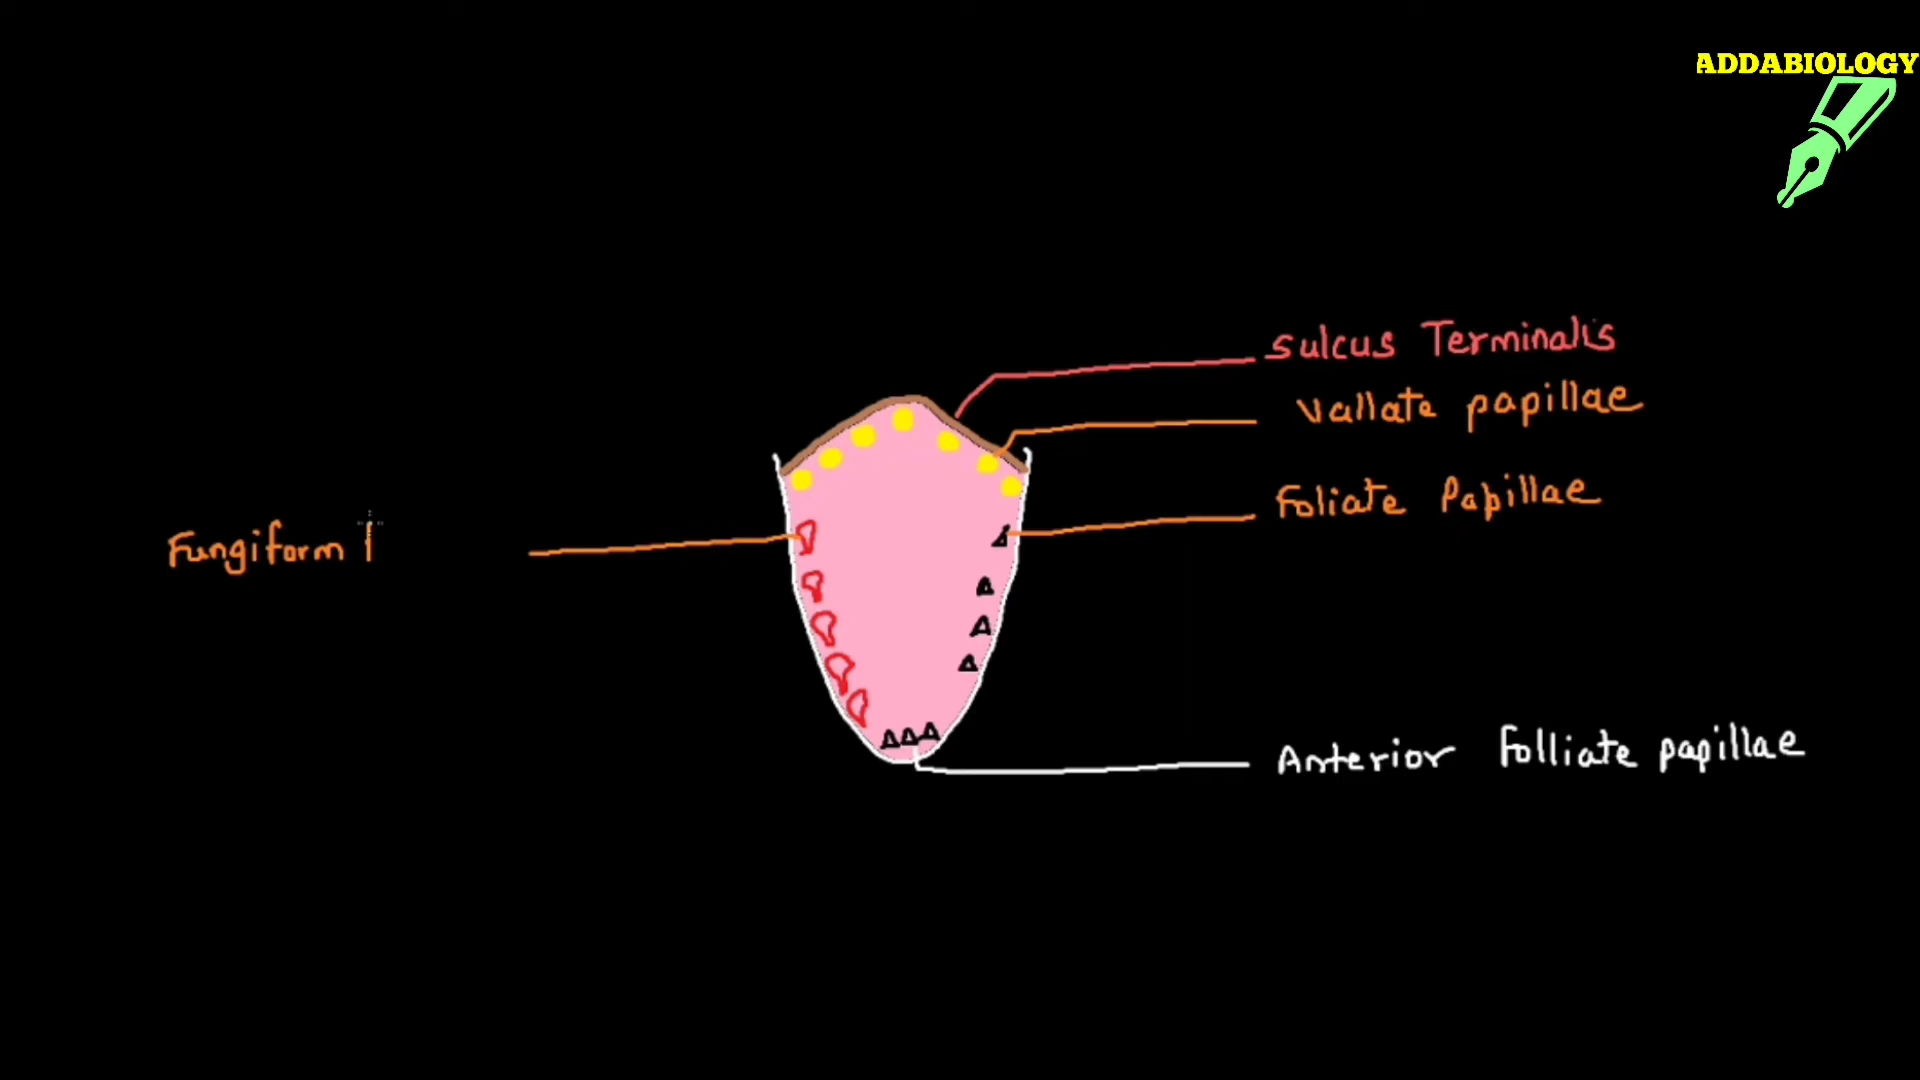 ADDABIOLOGY
Sulcus Terminalis
Vallate papillae
Foliate Papillae
Fungiform
Anterior Folliate papillae